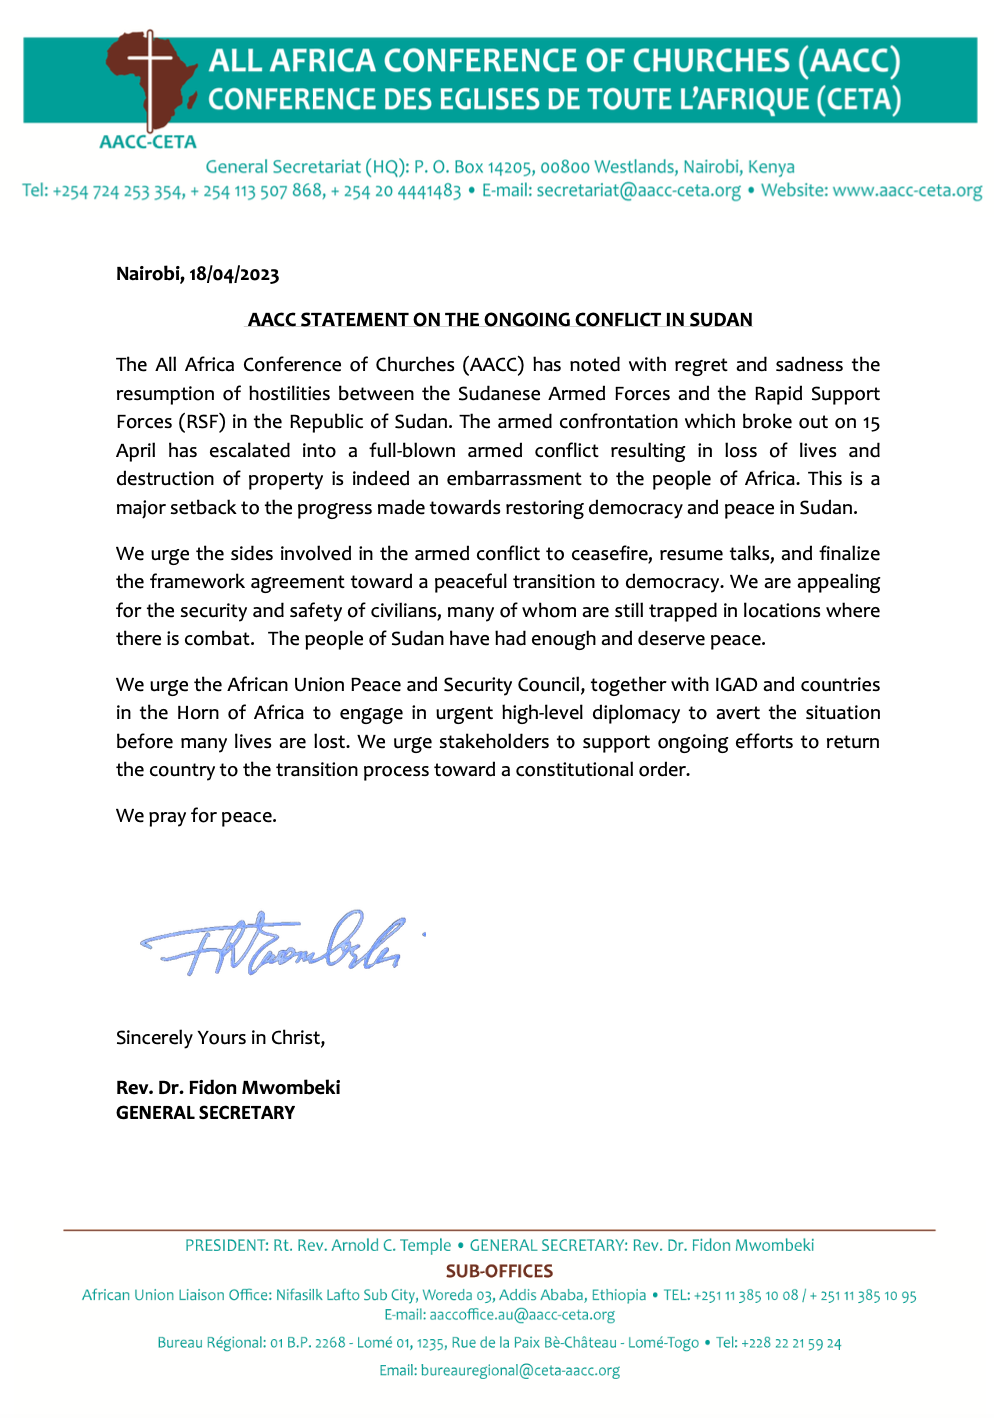 ALL AFRICA CONFERENCE OF CHURCHES (AACC)
CONFERENCE DES EGLISES DE TOUTE L'AFRIQUE (CETA)
AACC-CETA
General Secretariat (HQ): P. O. Box 14205, 00800 Westlands, Nairobi, Kenya
Tel: +254 724 253 354, + 254 113 507 868, + 254 20 4441483 • E-mail: secretariat@aacc-ceta.org • Website: www.aacc-ceta.org
Nairobi, 18/04/2023
AACC STATEMENT ON THE ONGOING CONFLICT IN SUDAN
The All Africa Conference of Churches (AACC) has noted with regret and sadness the
resumption of hostilities between the Sudanese Armed Forces and the Rapid Support
Forces (RSF) in the Republic of Sudan. The armed confrontation which broke out on 15
April has escalated into a full-blown armed conflict resulting in loss of lives and
destruction of property is indeed an embarrassment to the people of Africa. This is a
major setback to the progress made towards restoring democracy and peace in Sudan.
We urge the sides involved in the armed conflict to ceasefire, resume talks, and finalize
the framework agreement toward a peaceful transition to democracy. We are appealing
for the security and safety of civilians, many of whom are still trapped in locations where
there is combat.   The people of Sudan have had enough and deserve peace.
We urge the African Union Peace and Security Council, together with IGAD and countries
in the Horn of Africa to engage in urgent high-level diplomacy to avert the situation
before many lives are lost. We urge stakeholders to support ongoing efforts to return
the country to the transition process toward a constitutional order.
We pray for peace.
Sincerely Yours in Christ,
Rev. Dr. Fidon Mwombeki
GENERAL SECRETARY
PRESIDENT: Rt. Rev. Arnold C. Temple • GENERAL SECRETARY: Rev. Dr. Fidon Mwombeki
SUB-OFFICES
African Union Liaison Office: Nifasilk Lafto Sub City, Woreda 03, Addis Ababa, Ethiopia • TEL: +251 11 385 10 08 / + 251 11 385 10 95
E-mail: aaccoffice.au@aacc-ceta.org
Bureau Régional: 01 B.P. 2268 - Lomé 01, 1235, Rue de la Paix Bè-Château - Lomé-Togo • Tel: +228 22 21 59 24
Email: bureauregional@ceta-aacc.org